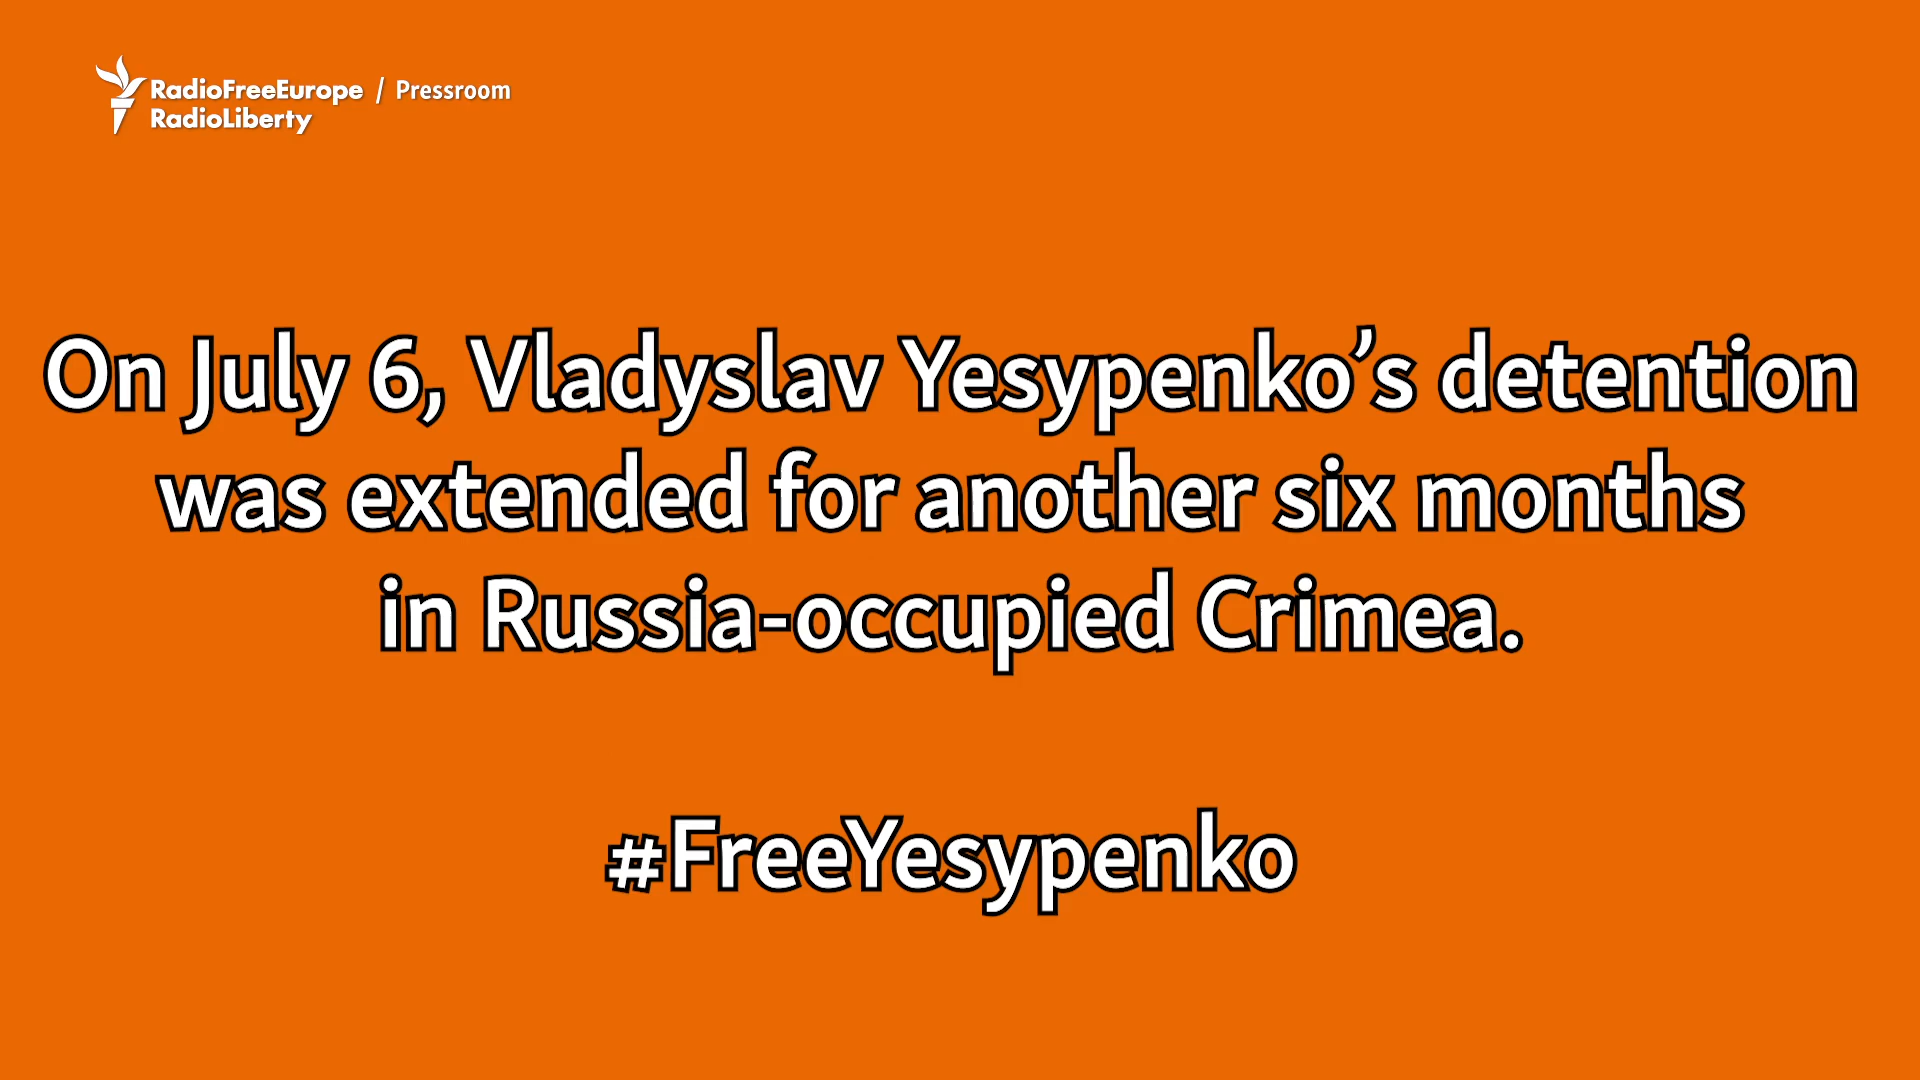 RadioFreeEurope / Pressroom
RadioLiberty
On July 6, Vladyslav Yesypenko’s detention
was extended for another six months
in Russia-occupied Crimea.
#FreeYesypenko